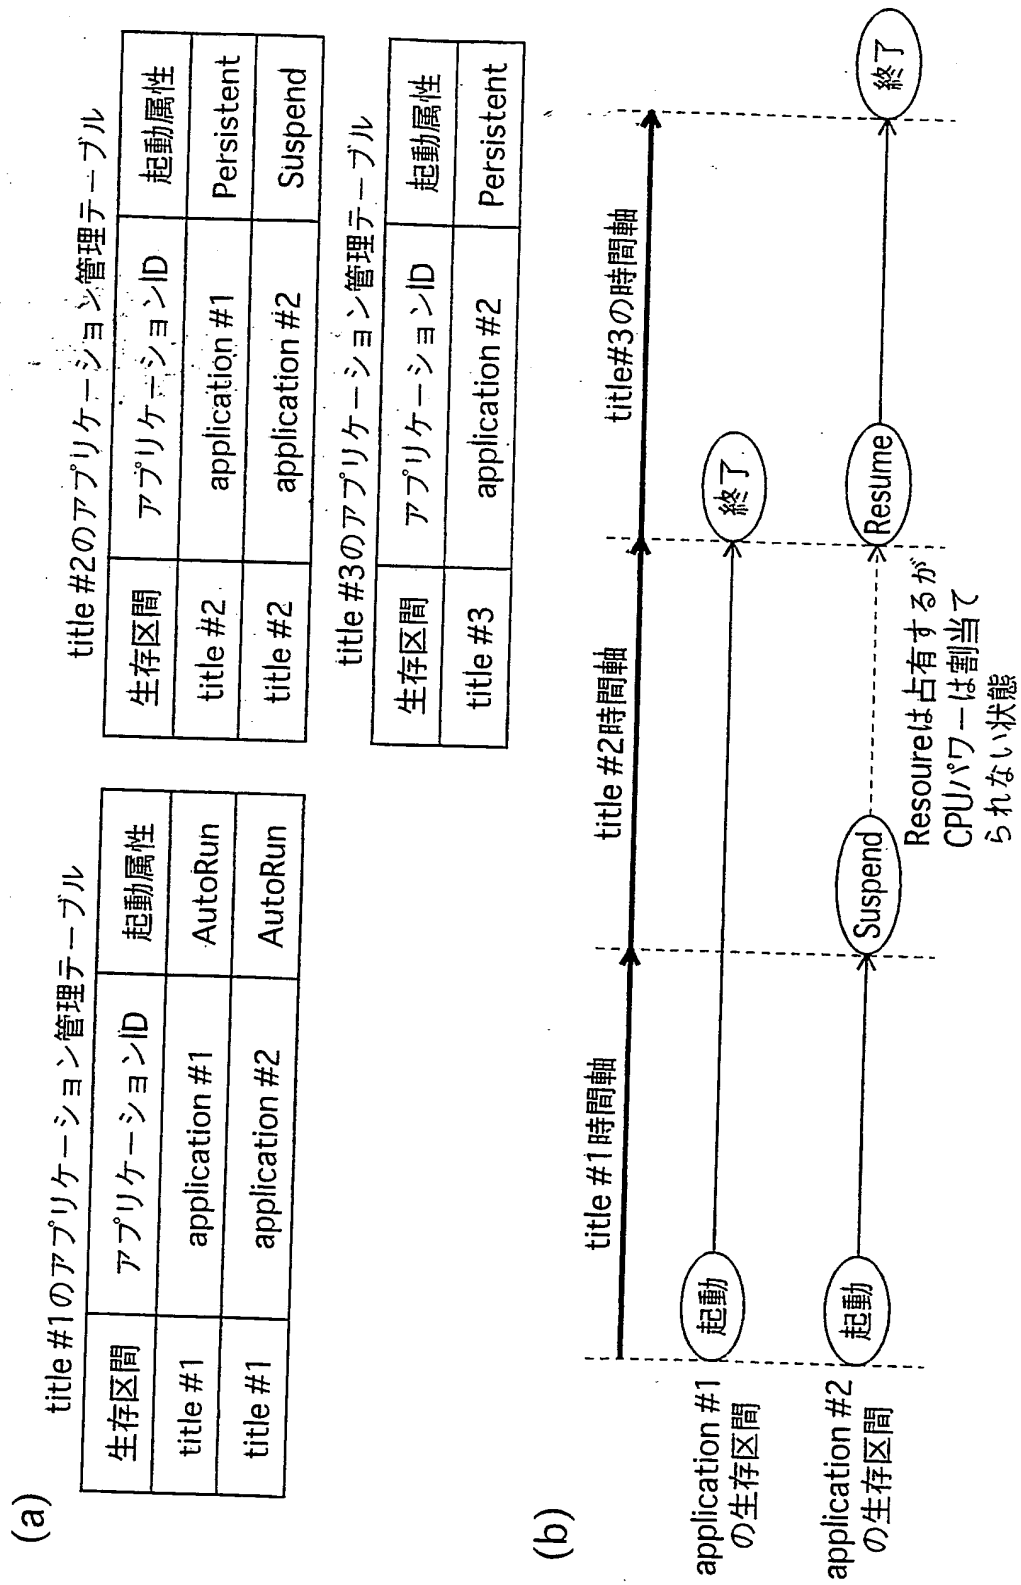 (a)
title #1のアプリケーション管理テーブル
生存区間 アプリケーションID 起動属性
title #1 application #1 AutoRun
title #1 application #2 AutoRun
title #2のアプリケーション管理テーブル
生存区間 アプリケーションID 起動属性
title #2 application #1 Persistent
title #2 application #2 Suspend
title #3のアプリケーション管理テーブル
生存区間 アプリケーションID 起動属性
title #3 application #2 Persistent
(b)
title #1時間軸 title #2時間軸 title#3の時間軸
application #1
の生存区間
起動 終了
application #2
の生存区間
起動 Suspend Resume 終了
Resoureは占有するが
CPUパワーは割当て
られない状態